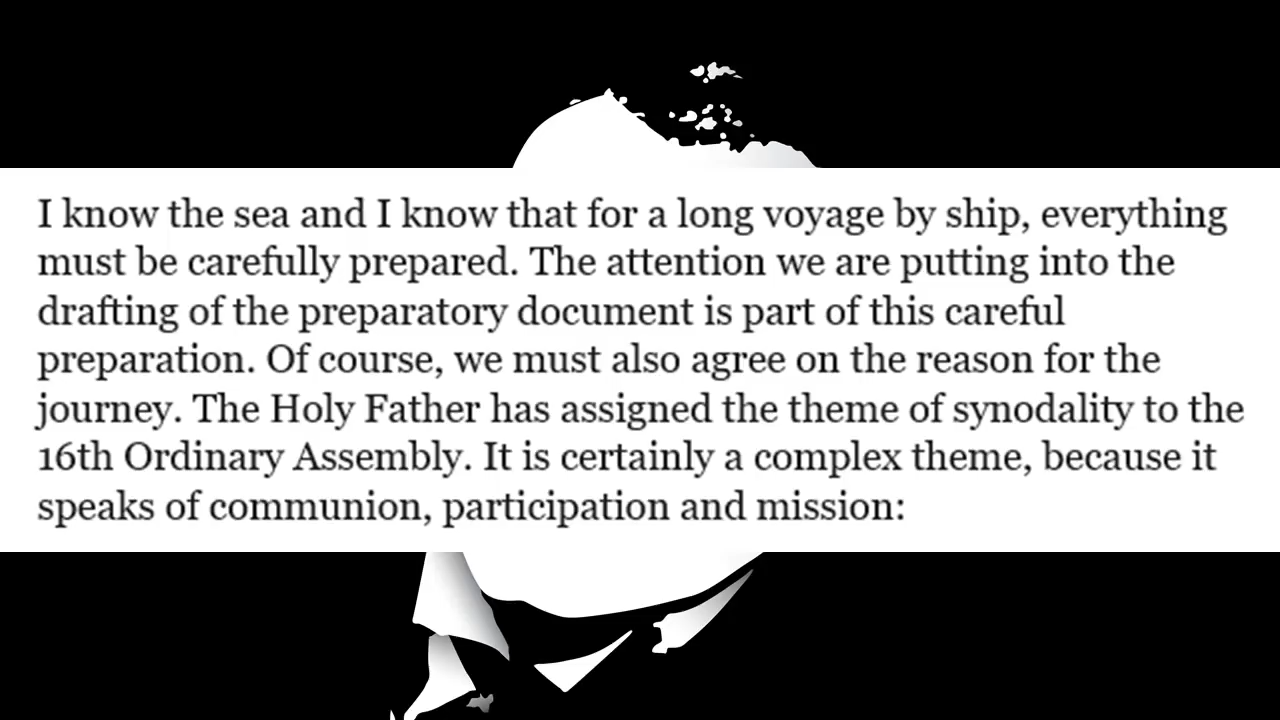 I know the sea and I know that for a long voyage by ship, everything
must be carefully prepared. The attention we are putting into the
drafting of the preparatory document is part of this careful
preparation. Of course, we must also agree on the reason for the
journey. The Holy Father has assigned the theme of synodality to the
16th Ordinary Assembly. It is certainly a complex theme, because it
speaks of communion, participation and mission: